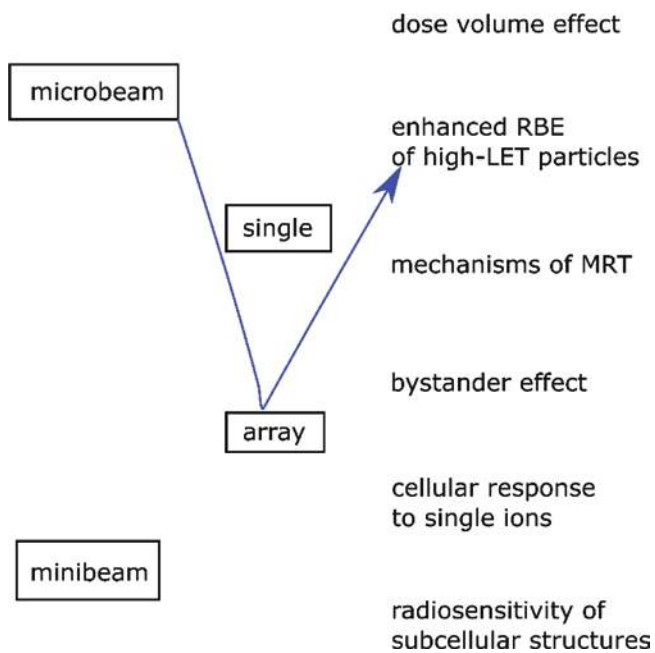 dose volume effect
microbeam
enhanced RBE
of high-LET particles
single
mechanisms of MRT
bystander effect
array
cellular response
to single ions
minibeam
radiosensitivity of
subcellular structures